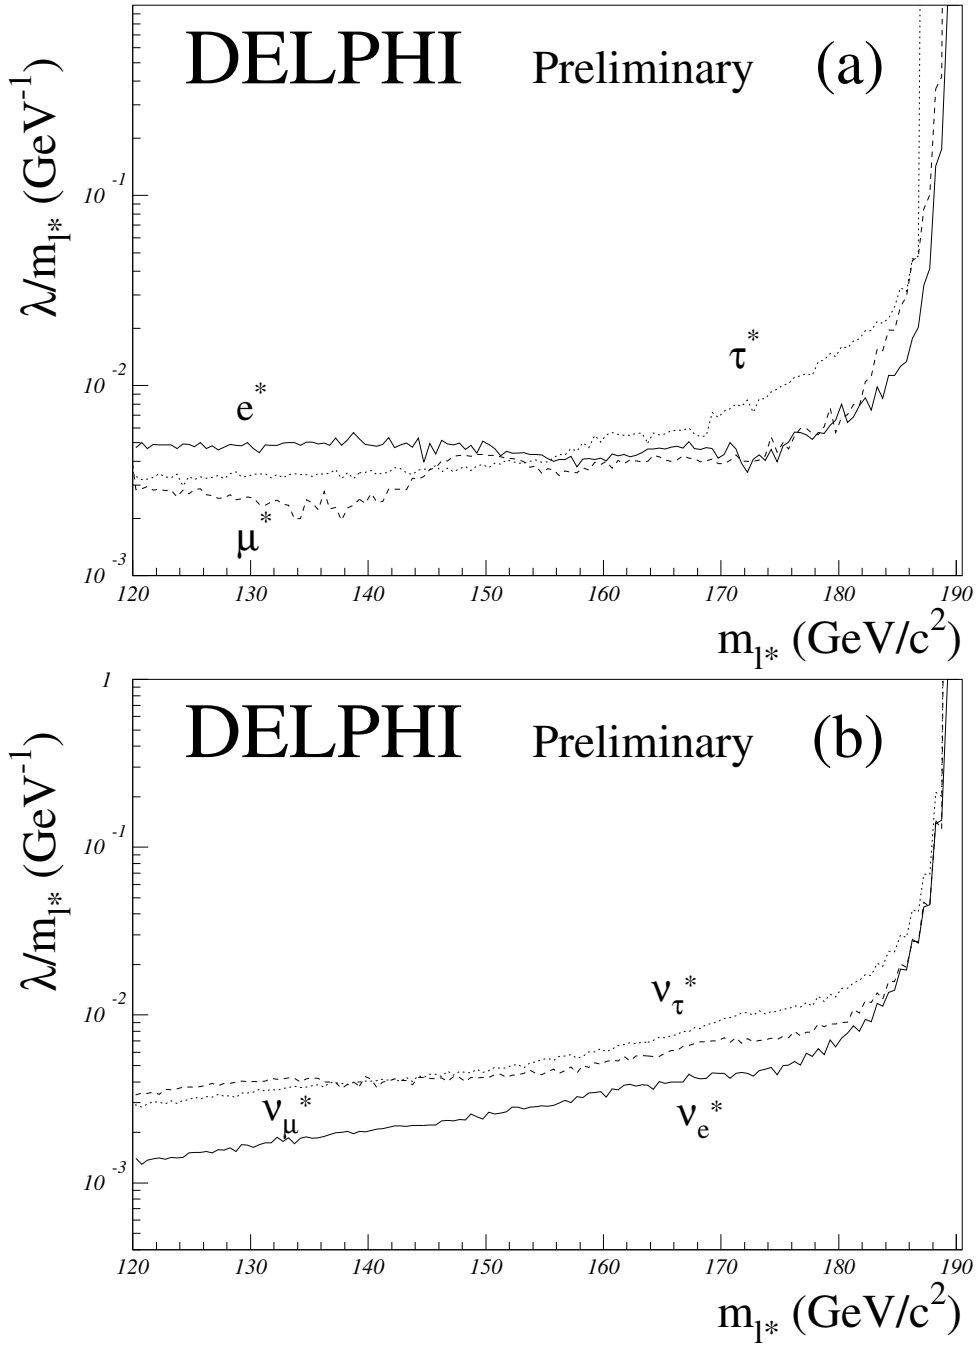 DELPHI Preliminary (a)
λ/m_l* (GeV^-1)
10^-1
10^-2
10^-3
τ*
e*
μ*
120 130 140 150 160 170 180 190
m_l* (GeV/c^2)
DELPHI Preliminary (b)
λ/m_l* (GeV^-1)
1
10^-1
10^-2
10^-3
ν_τ*
ν_μ*
ν_e*
120 130 140 150 160 170 180 190
m_l* (GeV/c^2)